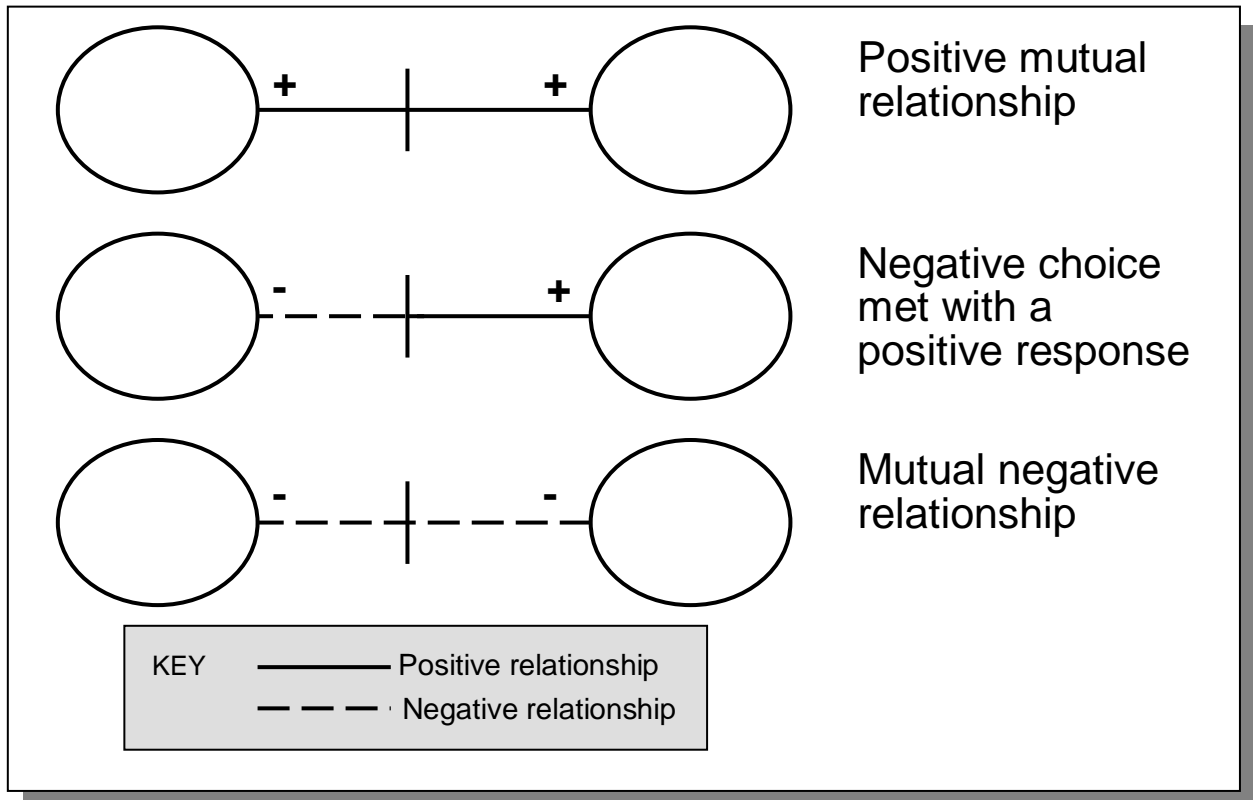 + +
Positive mutual
relationship
- +
Negative choice
met with a
positive response
- -
Mutual negative
relationship
KEY Positive relationship
Negative relationship